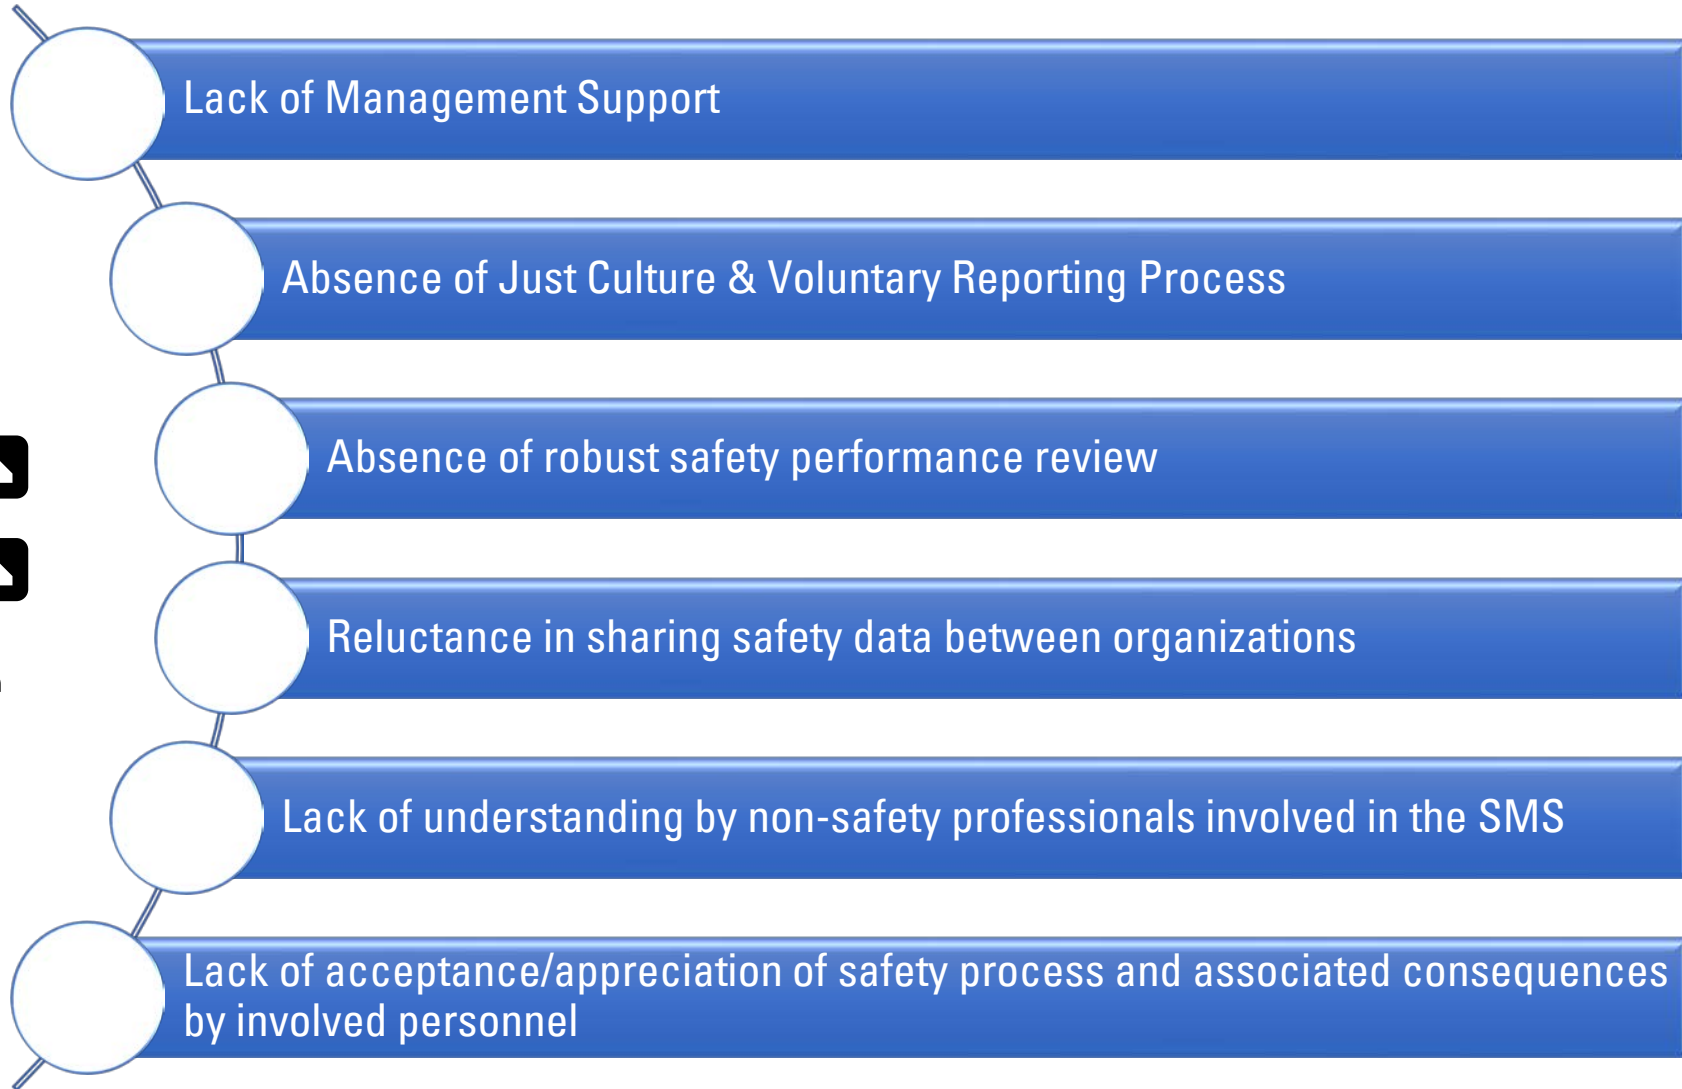 Lack of Management Support
Absence of Just Culture & Voluntary Reporting Process
Absence of robust safety performance review
Reluctance in sharing safety data between organizations
Lack of understanding by non-safety professionals involved in the SMS
Lack of acceptance/appreciation of safety process and associated consequences
by involved personnel